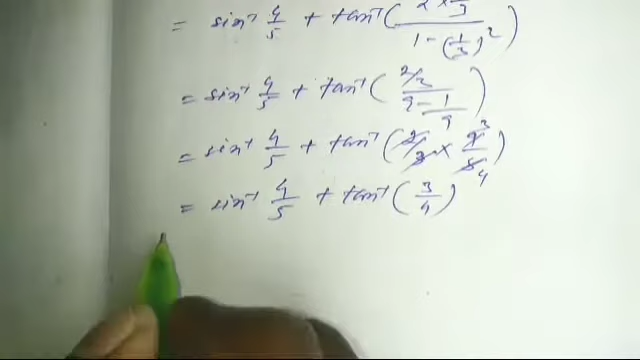 = sin⁻¹ 4/5 + tan⁻¹ ( (2 × 1/3) / (1 - (1/3)²) )
= sin⁻¹ 4/5 + tan⁻¹ ( (2/3) / ((9 - 1)/9) )
= sin⁻¹ 4/5 + tan⁻¹ ( 2/3 × 9/8 ) 3 4
= sin⁻¹ 4/5 + tan⁻¹ ( 3/4 )